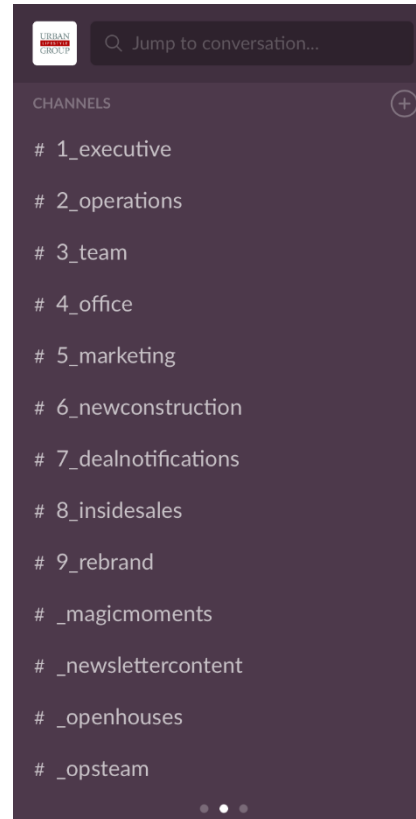 URBAN
LIFESTYLE
GROUP
Jump to conversation...
CHANNELS
# 1_executive
# 2_operations
# 3_team
# 4_office
# 5_marketing
# 6_newconstruction
# 7_dealnotifications
# 8_insidesales
# 9_rebrand
# _magicmoments
# _newslettercontent
# _openhouses
# _opsteam